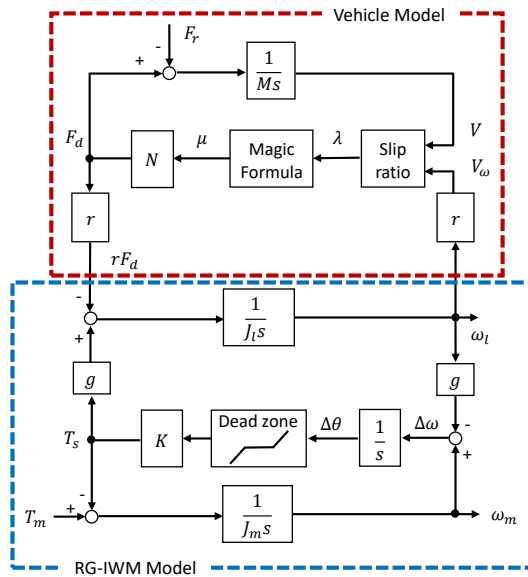 Vehicle Model
- F_r
+
1/(Ms)
F_d
N
μ
Magic Formula
λ
Slip ratio
V
V_ω
r
r
rF_d
-
+
1/(J_l s)
ω_l
g
g
T_s
K
Dead zone
Δθ
1/s
Δω
-
+
-
T_m +
1/(J_m s)
ω_m
RG-IWM Model